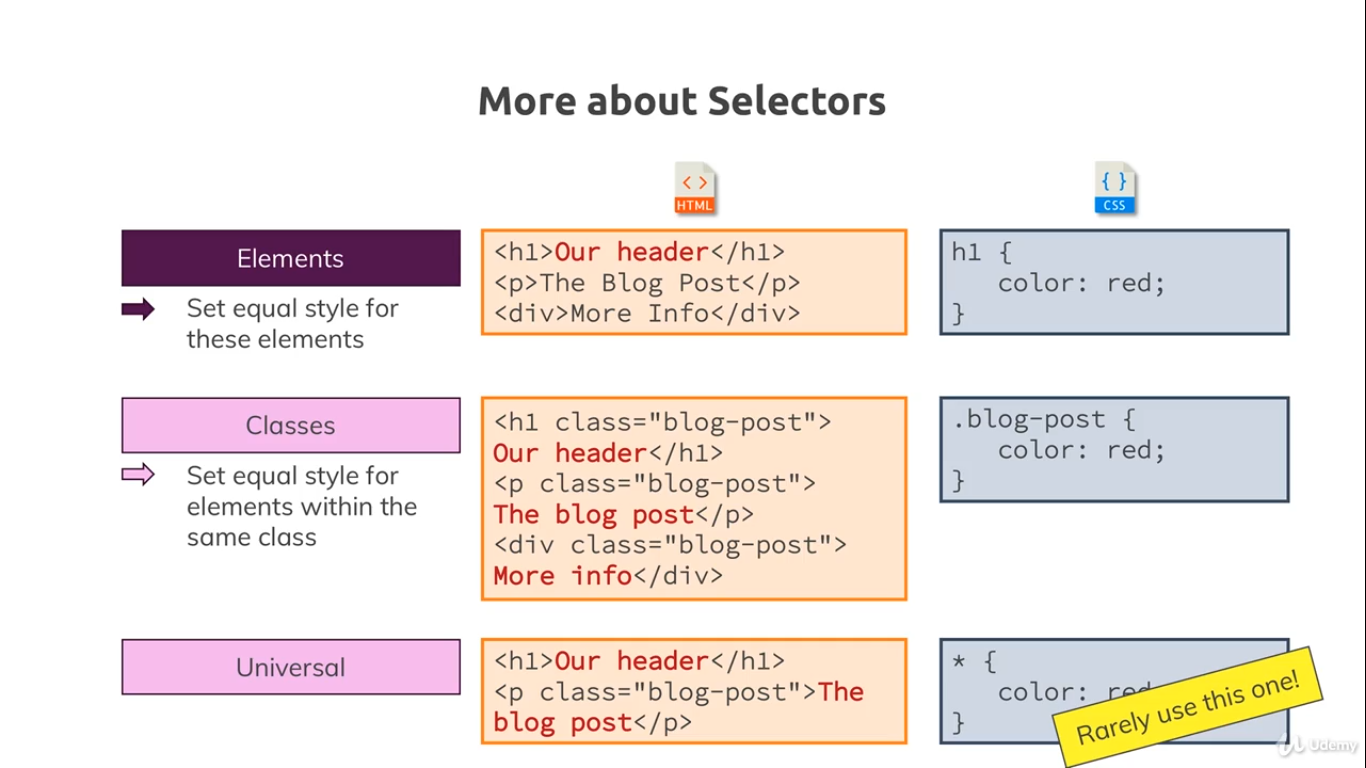 More about Selectors
HTML
CSS
Elements
Set equal style for
these elements
<h1>Our header</h1>
<p>The Blog Post</p>
<div>More Info</div>
h1 {
color: red;
}
Classes
Set equal style for
elements within the
same class
<h1 class="blog-post">
Our header</h1>
<p class="blog-post">
The blog post</p>
<div class="blog-post">
More info</div>
.blog-post {
color: red;
}
Universal
<h1>Our header</h1>
<p class="blog-post">The
blog post</p>
* {
color: red
}
Rarely use this one!
Udemy